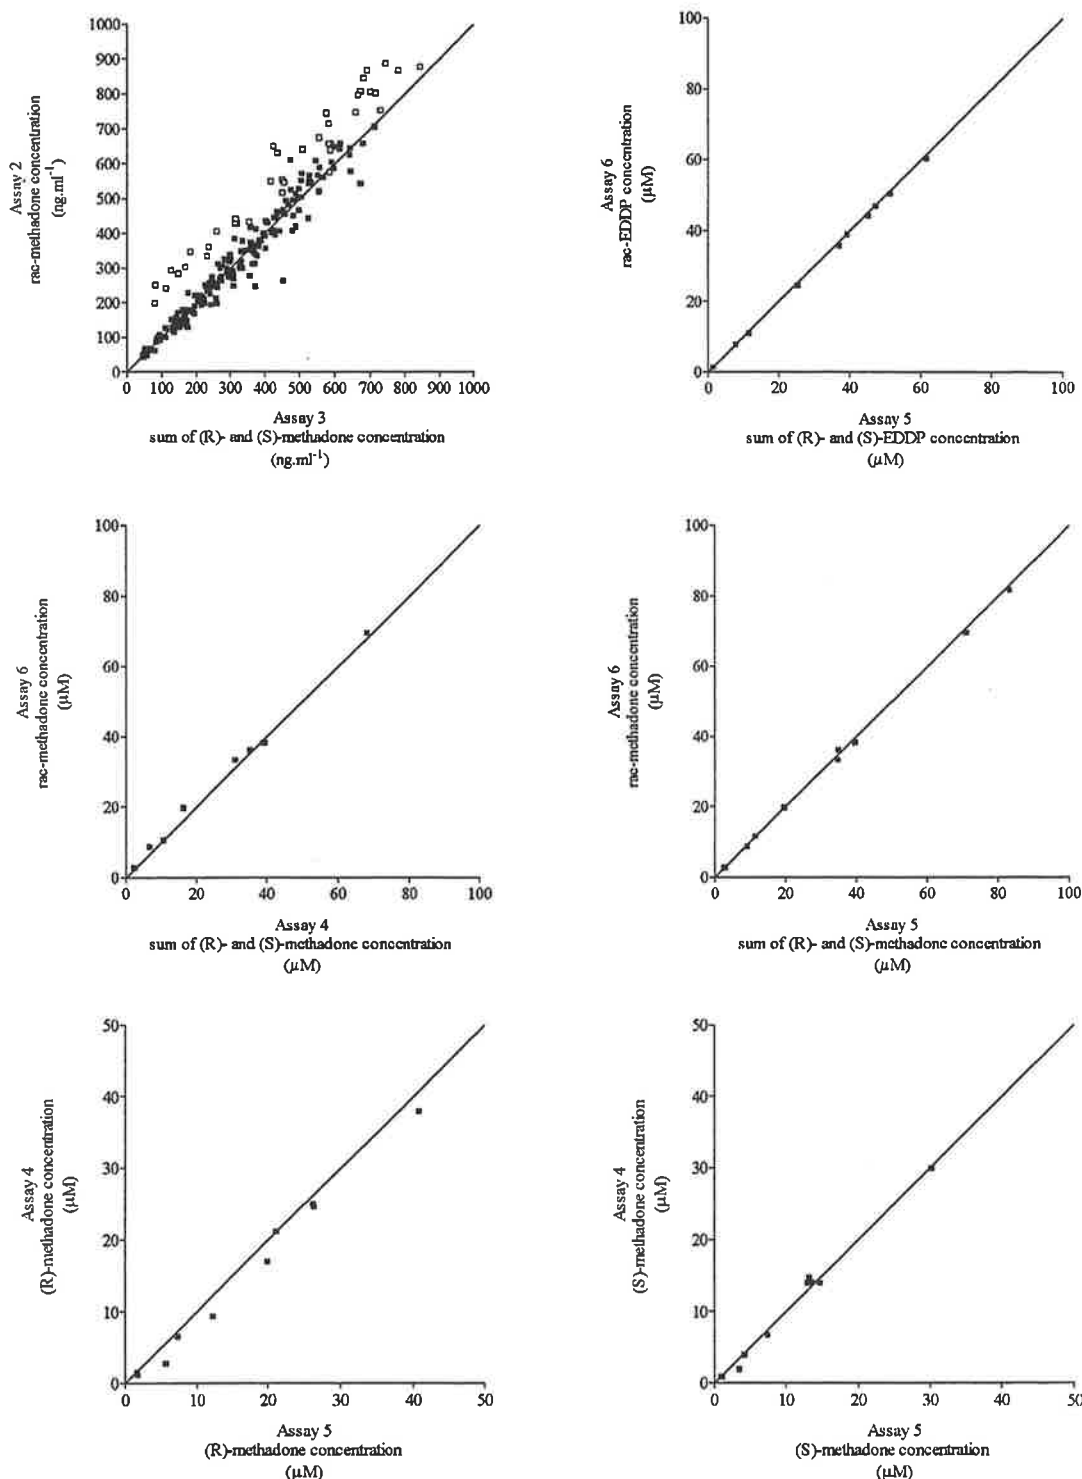 1000
900
800
700
600
500
400
300
200
100
0
Assay 2
rac-methadone concentration
(ng.ml-1)
0 100 200 300 400 500 600 700 800 900 1000
Assay 3
sum of (R)- and (S)-methadone concentration
(ng.ml-1)
100
80
60
40
20
0
Assay 6
rac-EDDP concentration
(µM)
0 20 40 60 80 100
Assay 5
sum of (R)- and (S)-EDDP concentration
(µM)
100
80
60
40
20
0
Assay 6
rac-methadone concentration
(µM)
0 20 40 60 80 100
Assay 4
sum of (R)- and (S)-methadone concentration
(µM)
100
80
60
40
20
0
Assay 6
rac-methadone concentration
(µM)
0 20 40 60 80 100
Assay 5
sum of (R)- and (S)-methadone concentration
(µM)
50
40
30
20
10
0
Assay 4
(R)-methadone concentration
(µM)
0 10 20 30 40 50
Assay 5
(R)-methadone concentration
(µM)
50
40
30
20
10
0
Assay 4
(S)-methadone concentration
(µM)
0 10 20 30 40 50
Assay 5
(S)-methadone concentration
(µM)